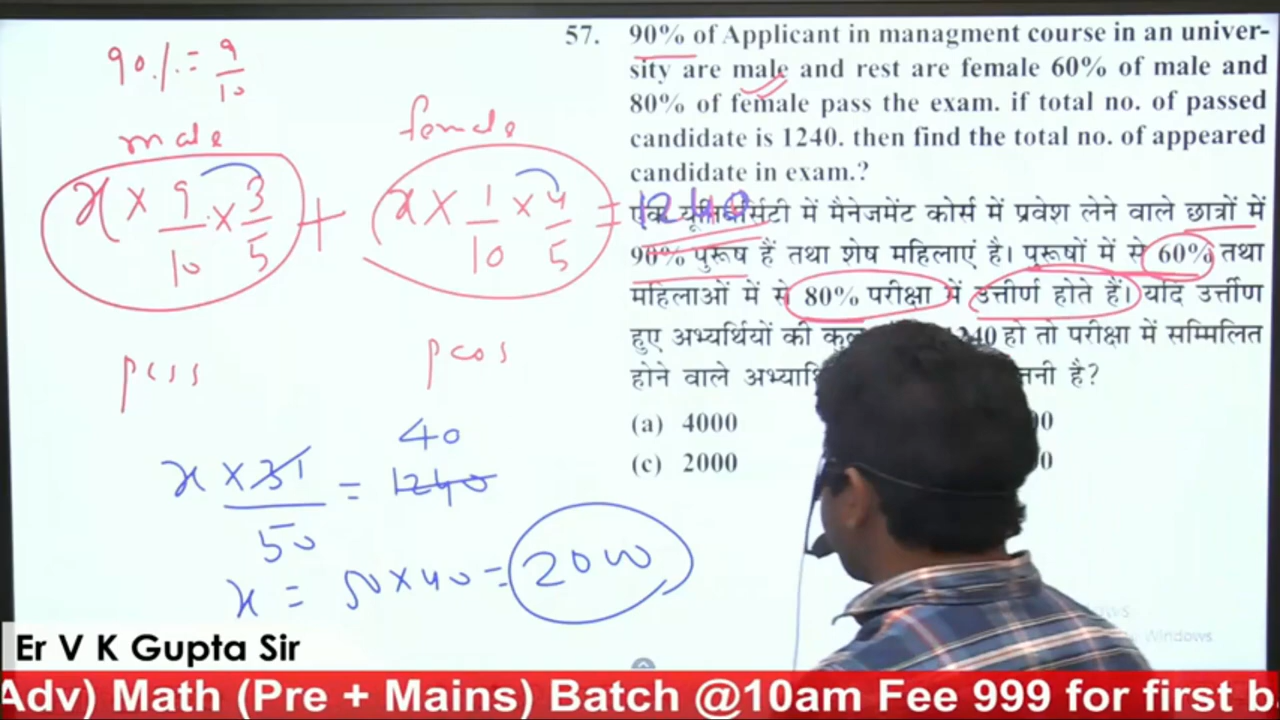 90% = 9/10
male
female
x × 9/10 × 3/5 + x × 1/10 × 4/5 = 1240
pass
pass
x × 31/50 = 1240
40
x = 50×40 = 2000
57. 90% of Applicant in managment course in an univer-
sity are male and rest are female 60% of male and
80% of female pass the exam. if total no. of passed
candidate is 1240. then find the total no. of appeared
candidate in exam.?
एक यूनिवर्सिटी में मैनेजमेंट कोर्स में प्रवेश लेने वाले छात्रों में
90% पुरूष हैं तथा शेष महिलाएं है। पुरूषों में से 60% तथा
महिलाओं में से 80% परीक्षा में उत्तीर्ण होते हैं। यदि उर्त्तीण
हुए अभ्यर्थियों की 1240 हो तो परीक्षा में सम्मिलित
होने वाले है?
(a) 4000
(c) 2000
Windows
Er V K Gupta Sir
Adv) Math (Pre + Mains) Batch @10am Fee 999 for first b